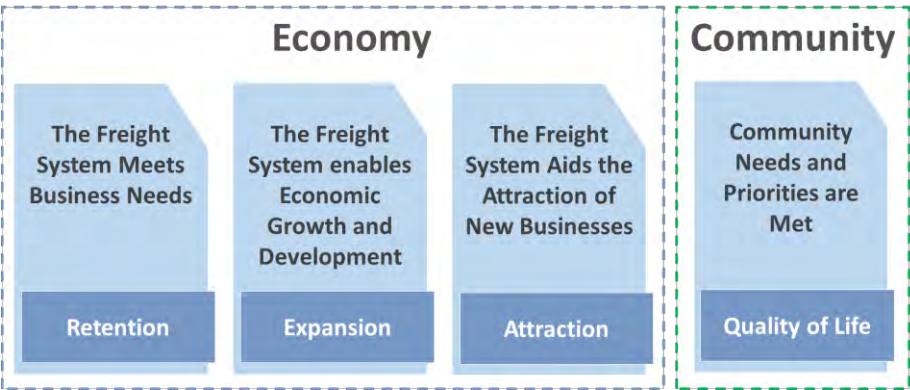 Economy
The Freight
System Meets
Business Needs
Retention
The Freight
System enables
Economic
Growth and
Development
Expansion
The Freight
System Aids the
Attraction of
New Businesses
Attraction
Community
Community
Needs and
Priorities are
Met
Quality of Life